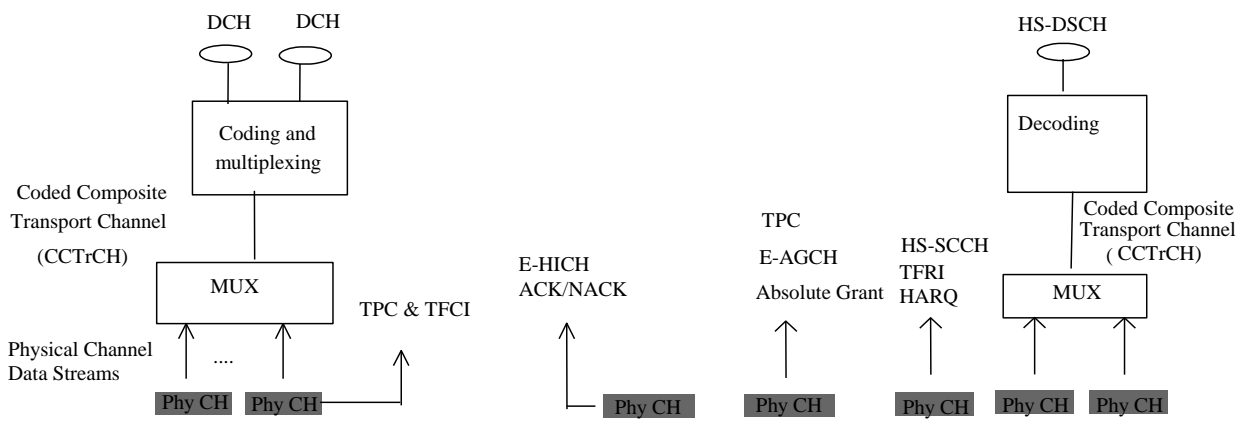 DCH
DCH
Coding and
multiplexing
Coded Composite
Transport Channel
(CCTrCH)
MUX
TPC & TFCI
Physical Channel
Data Streams
....
Phy CH
Phy CH
E-HICH
ACK/NACK
Phy CH
TPC
E-AGCH
Absolute Grant
Phy CH
HS-SCCH
TFRI
HARQ
Phy CH
HS-DSCH
Decoding
Coded Composite
Transport Channel
( CCTrCH)
MUX
Phy CH
Phy CH